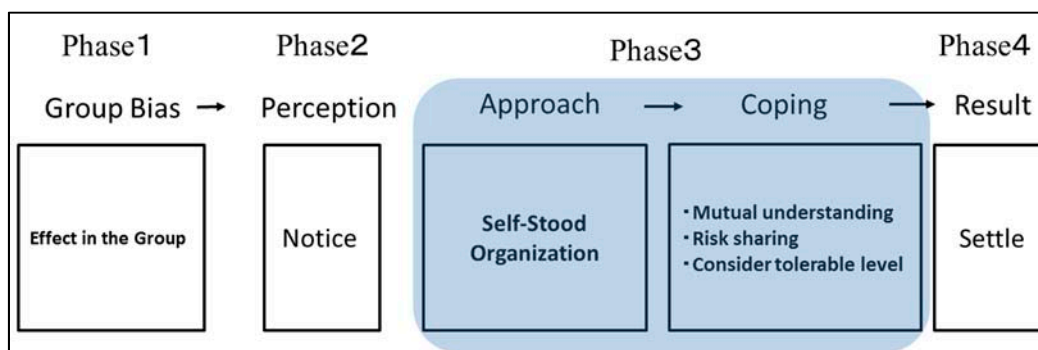 Phase1
Phase2
Phase3
Phase4
Group Bias → Perception
Approach → Coping → Result
Effect in the Group
Notice
Self-Stood
Organization
・Mutual understanding
・Risk sharing
・Consider tolerable level
Settle